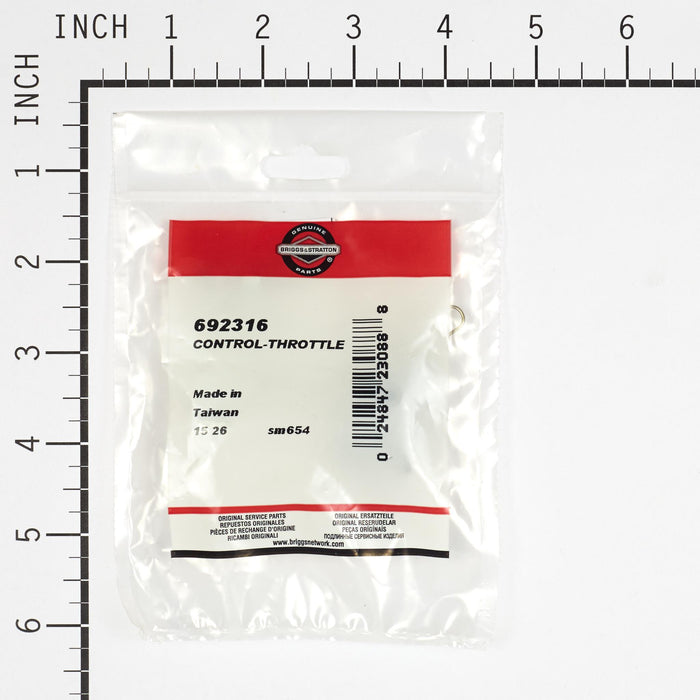 INCH 1 2 3 4 5 6
INCH
1
2
3
4
5
6
GENUINE
BRIGGS & STRATTON
PARTS
®
692316
CONTROL-THROTTLE
Made in
Taiwan
15 26 sm654
0 24847 23088 8
ORIGINAL SERVICE PARTS
REPUESTOS ORIGINALES
PIÈCES DE RECHANGE D'ORIGINE
RICAMBI ORIGINALI
ORIGINAL ERSATZTEILE
ORIGINAL RESERUDELAR
PEÇAS ORIGINAIS
ПОДЛИННЫЕ СЕРВИСНЫЕ ИЗДЕЛИЯ
www.briggsnetwork.com